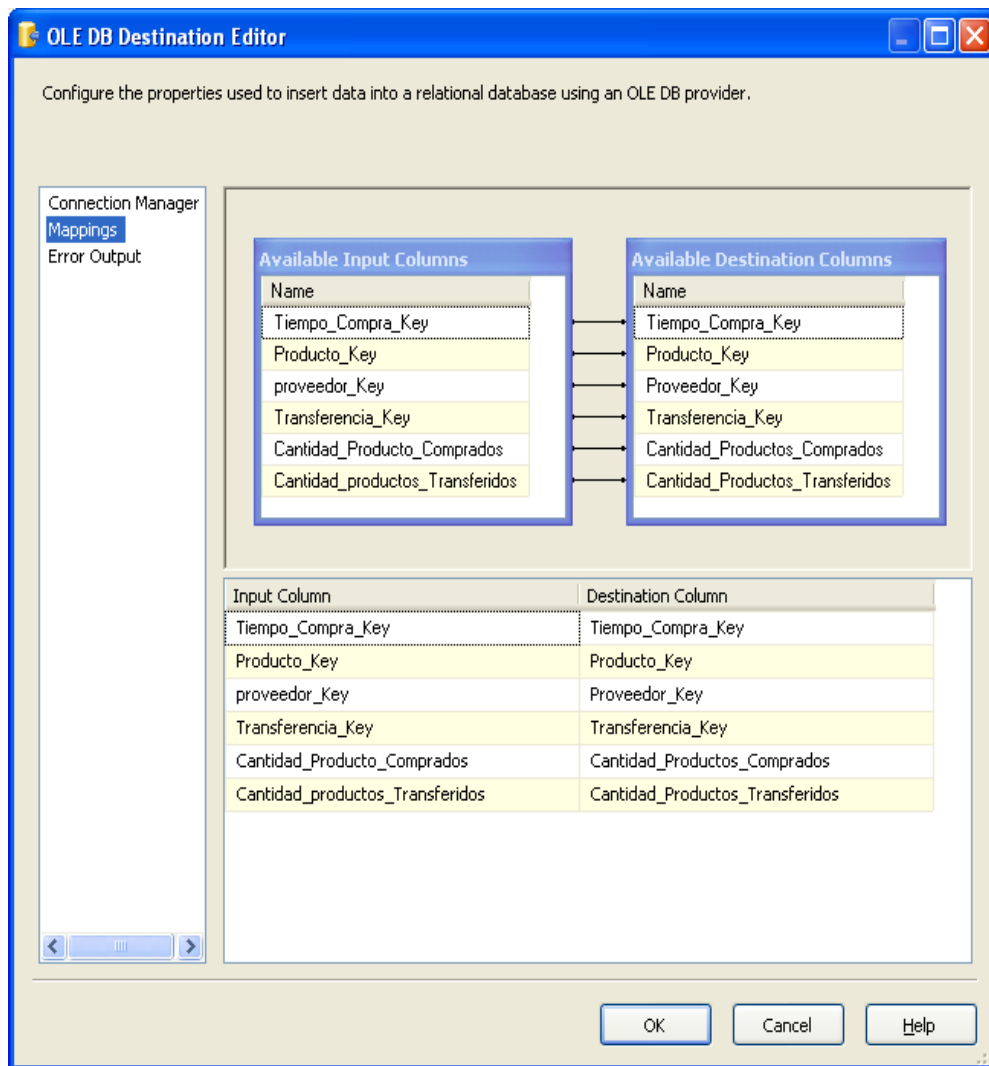 OLE DB Destination Editor
Configure the properties used to insert data into a relational database using an OLE DB provider.
Connection Manager
Mappings
Error Output
Available Input Columns
Name
Tiempo_Compra_Key
Producto_Key
proveedor_Key
Transferencia_Key
Cantidad_Producto_Comprados
Cantidad_productos_Transferidos
Available Destination Columns
Name
Tiempo_Compra_Key
Producto_Key
Proveedor_Key
Transferencia_Key
Cantidad_Productos_Comprados
Cantidad_Productos_Transferidos
Input Column Destination Column
Tiempo_Compra_Key Tiempo_Compra_Key
Producto_Key Producto_Key
proveedor_Key Proveedor_Key
Transferencia_Key Transferencia_Key
Cantidad_Producto_Comprados Cantidad_Productos_Comprados
Cantidad_productos_Transferidos Cantidad_Productos_Transferidos
OK Cancel Help